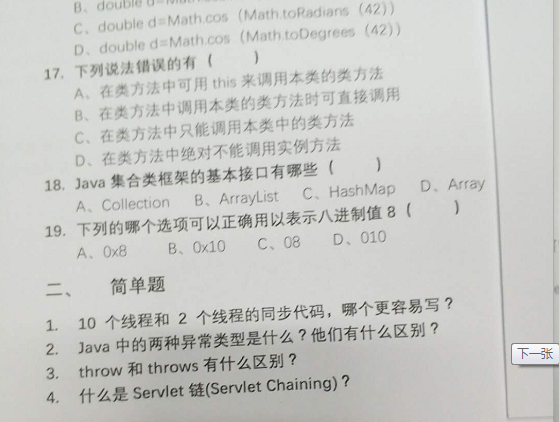 B、double d=Math.cos
C、double d=Math.cos（Math.toRadians（42））
D、double d=Math.cos（Math.toDegrees（42））
17. 下列说法错误的有（ ）
A、在类方法中可用 this 来调用本类的类方法
B、在类方法中调用本类的类方法时可直接调用
C、在类方法中只能调用本类中的类方法
D、在类方法中绝对不能调用实例方法
18. Java 集合类框架的基本接口有哪些（ ）
A、Collection B、ArrayList C、HashMap D、Array
19. 下列的哪个选项可以正确用以表示八进制值 8（ ）
A、0x8 B、0x10 C、08 D、010
二、 简单题
1. 10 个线程和 2 个线程的同步代码，哪个更容易写？
2. Java 中的两种异常类型是什么？他们有什么区别？
3. throw 和 throws 有什么区别？
4. 什么是 Servlet 链(Servlet Chaining)？
下一张